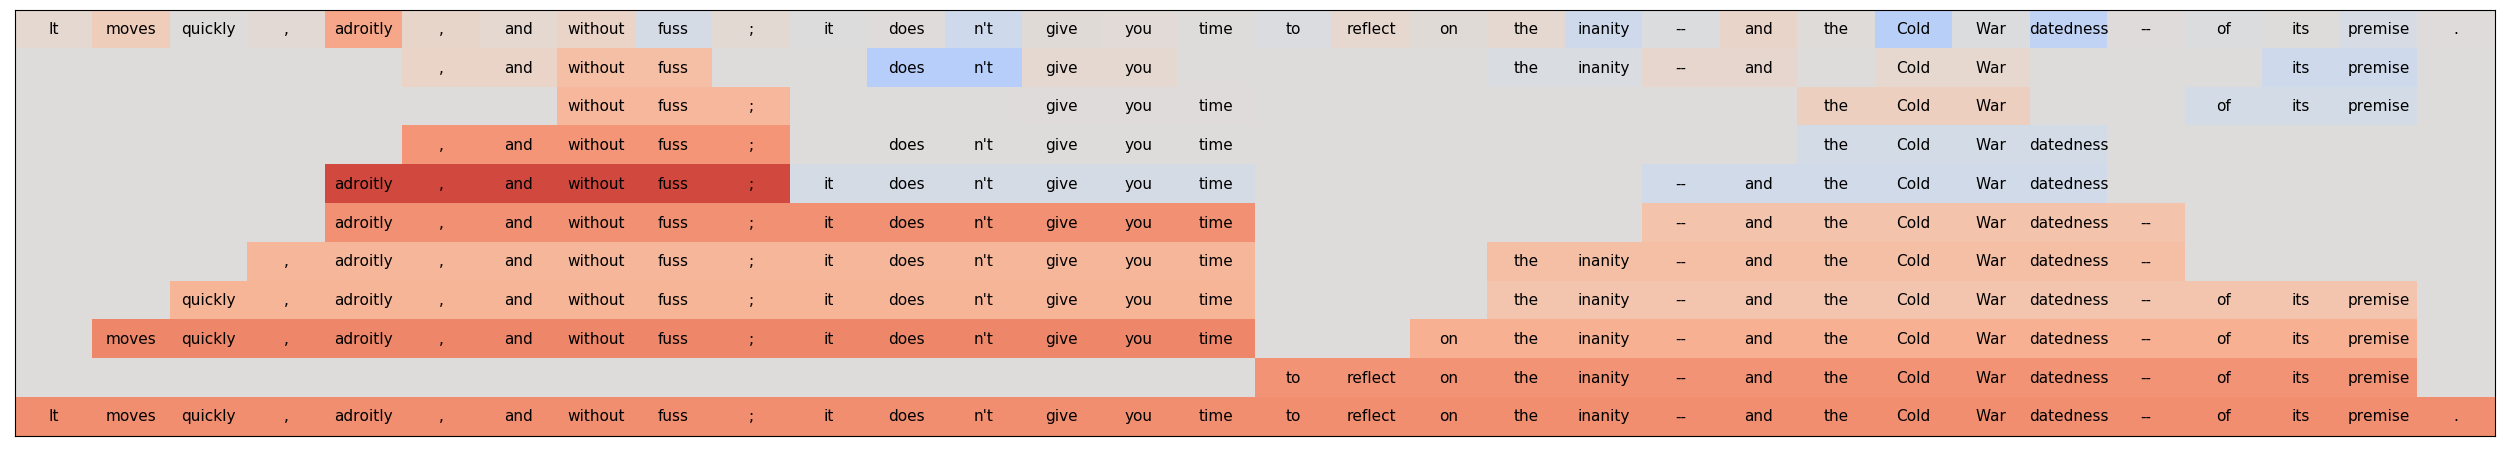 It moves quickly , adroitly , and without fuss ; it does n't give you time to reflect on the inanity -- and the Cold War datedness -- of its premise .
, and without fuss does n't give you the inanity -- and Cold War its premise
without fuss ; give you time the Cold War of its premise
, and without fuss ; does n't give you time the Cold War datedness
adroitly , and without fuss ; it does n't give you time -- and the Cold War datedness
adroitly , and without fuss ; it does n't give you time -- and the Cold War datedness --
, adroitly , and without fuss ; it does n't give you time the inanity -- and the Cold War datedness --
quickly , adroitly , and without fuss ; it does n't give you time the inanity -- and the Cold War datedness -- of its premise
moves quickly , adroitly , and without fuss ; it does n't give you time on the inanity -- and the Cold War datedness -- of its premise
to reflect on the inanity -- and the Cold War datedness -- of its premise
It moves quickly , adroitly , and without fuss ; it does n't give you time to reflect on the inanity -- and the Cold War datedness -- of its premise .